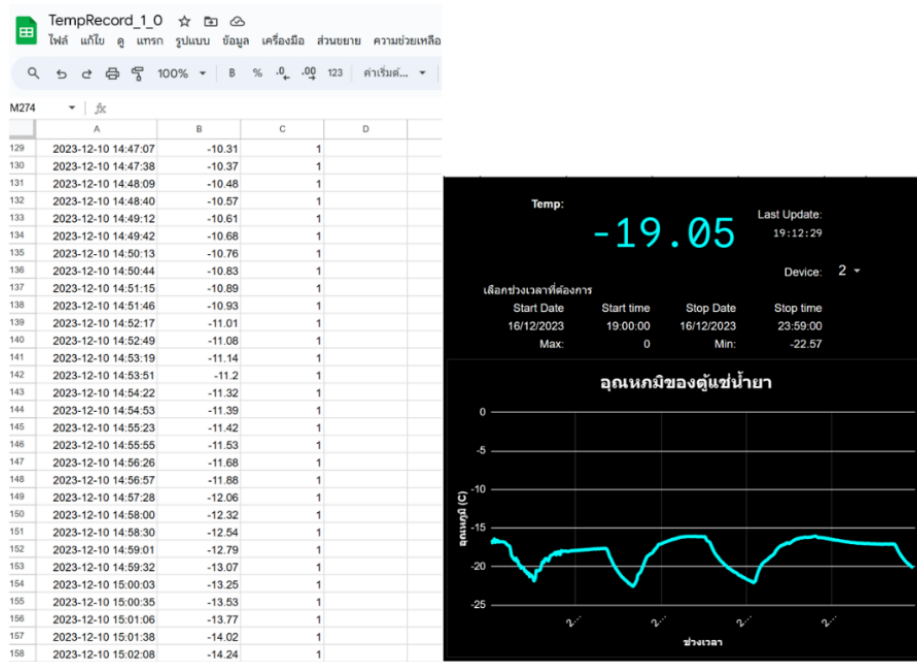 TempRecord_1_0
ไฟล์ แก้ไข ดู แทรก รูปแบบ ข้อมูล เครื่องมือ ส่วนขยาย ความช่วยเหลือ
100% B % .0 .00 123 ค่าเริ่มต้...
M274 fx
A B C D
129 2023-12-10 14:47:07 -10.31 1
130 2023-12-10 14:47:38 -10.37 1
131 2023-12-10 14:48:09 -10.48 1
132 2023-12-10 14:48:40 -10.57 1
133 2023-12-10 14:49:12 -10.61 1
134 2023-12-10 14:49:42 -10.68 1
135 2023-12-10 14:50:13 -10.76 1
136 2023-12-10 14:50:44 -10.83 1
137 2023-12-10 14:51:15 -10.89 1
138 2023-12-10 14:51:46 -10.93 1
139 2023-12-10 14:52:17 -11.01 1
140 2023-12-10 14:52:49 -11.08 1
141 2023-12-10 14:53:19 -11.14 1
142 2023-12-10 14:53:51 -11.2 1
143 2023-12-10 14:54:22 -11.32 1
144 2023-12-10 14:54:53 -11.39 1
145 2023-12-10 14:55:23 -11.42 1
146 2023-12-10 14:55:55 -11.53 1
147 2023-12-10 14:56:26 -11.68 1
148 2023-12-10 14:56:57 -11.88 1
149 2023-12-10 14:57:28 -12.06 1
150 2023-12-10 14:58:00 -12.32 1
151 2023-12-10 14:58:30 -12.54 1
152 2023-12-10 14:59:01 -12.79 1
153 2023-12-10 14:59:32 -13.07 1
154 2023-12-10 15:00:03 -13.25 1
155 2023-12-10 15:00:35 -13.53 1
156 2023-12-10 15:01:06 -13.77 1
157 2023-12-10 15:01:38 -14.02 1
158 2023-12-10 15:02:08 -14.24 1
Temp:
-19.05
Last Update:
19:12:29
Device: 2
เลือกช่วงเวลาที่ต้องการ
Start Date Start time Stop Date Stop time
16/12/2023 19:00:00 16/12/2023 23:59:00
Max: 0 Min: -22.57
อุณหภูมิของตู้แช่น้ำยา
0
-5
-10
-15
-20
-25
อุณหภูมิ (C)
2... 2... 2... 2...
ช่วงเวลา